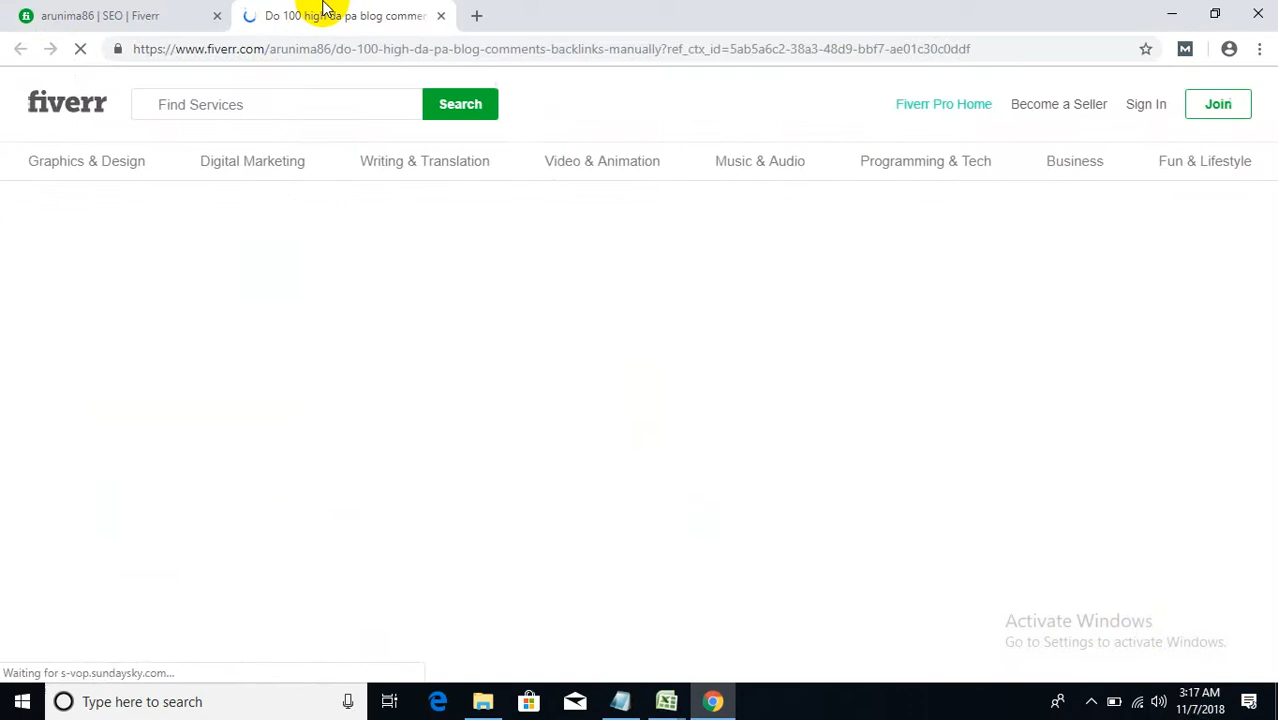 arunima86 | SEO | Fiverr
Do 100 high da pa blog commen
https://www.fiverr.com/arunima86/do-100-high-da-pa-blog-comments-backlinks-manually?ref_ctx_id=5ab5a6c2-38a3-48d9-bbf7-ae01c30c0ddf
fiverr
Find Services
Search
Fiverr Pro Home
Become a Seller
Sign In
Join
Graphics & Design
Digital Marketing
Writing & Translation
Video & Animation
Music & Audio
Programming & Tech
Business
Fun & Lifestyle
Activate Windows
Go to Settings to activate Windows.
Waiting for s-vop.sundaysky.com...
Type here to search
3:17 AM
11/7/2018